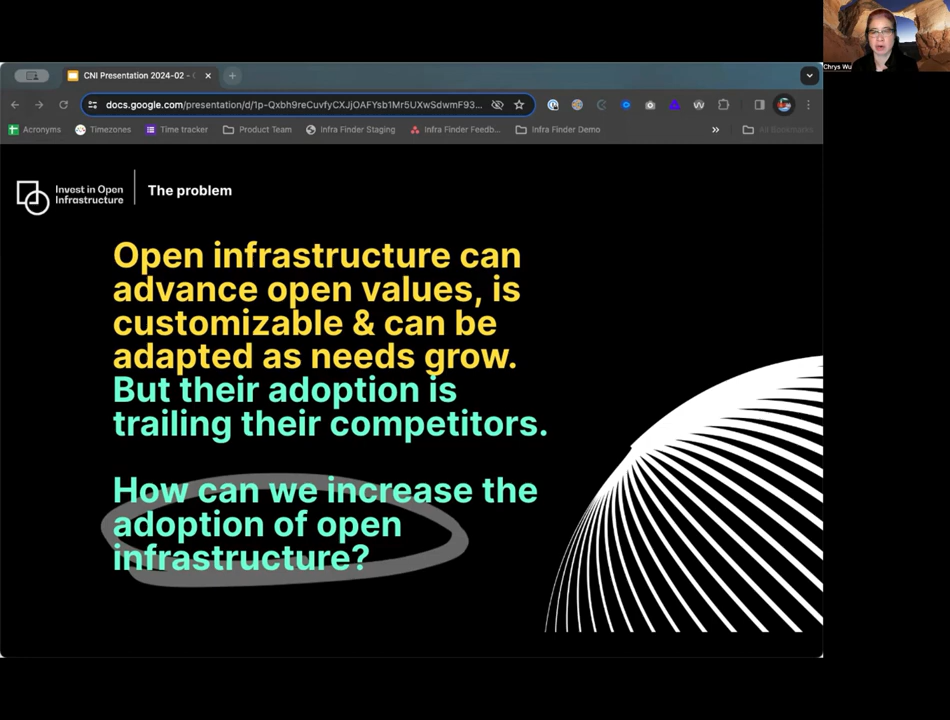 Chrys Wu
CNI Presentation 2024-02 -
docs.google.com/presentation/d/1p-Qxbh9reCuvfyCXJjOAFYsb1Mr5UXwSdwmF93...
Acronyms
Timezones
Time tracker
Product Team
Infra Finder Staging
Infra Finder Feedb...
Infra Finder Demo
»
Invest in Open
Infrastructure
The problem
Open infrastructure can
advance open values, is
customizable & can be
adapted as needs grow.
But their adoption is
trailing their competitors.
How can we increase the
adoption of open
infrastructure?